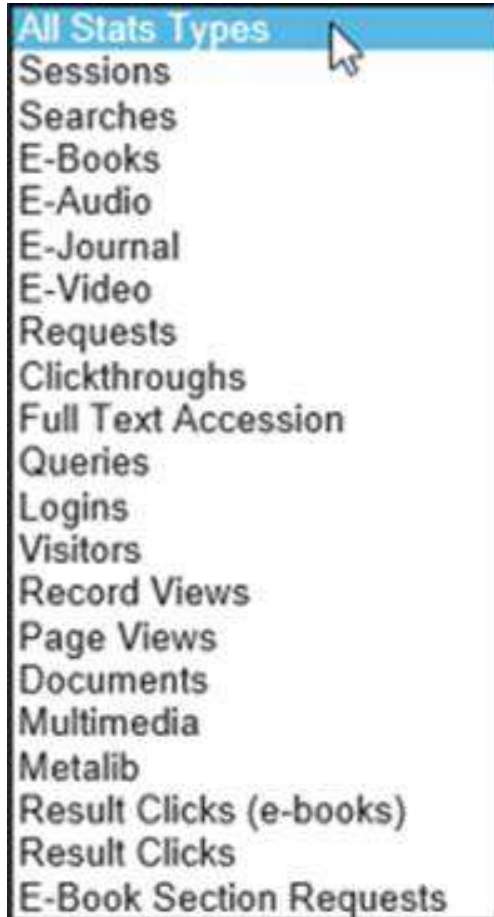 All Stats Types
Sessions
Searches
E-Books
E-Audio
E-Journal
E-Video
Requests
Clickthroughs
Full Text Accession
Queries
Logins
Visitors
Record Views
Page Views
Documents
Multimedia
Metalib
Result Clicks (e-books)
Result Clicks
E-Book Section Requests